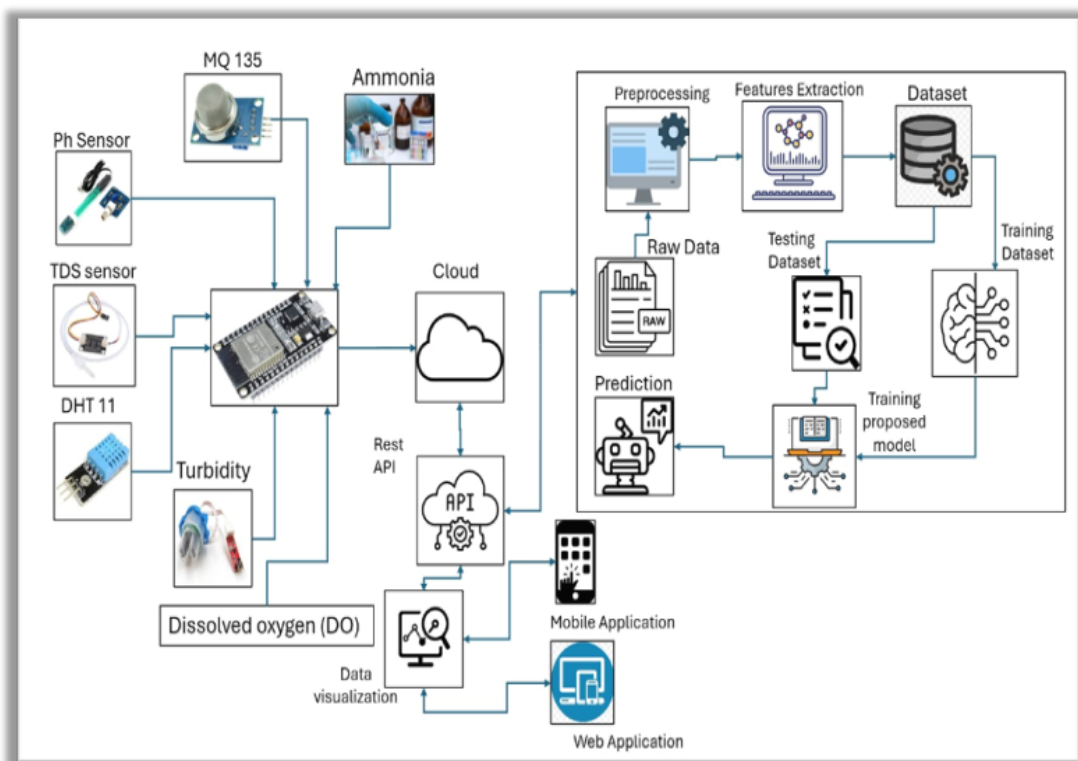 MQ 135
Ammonia
Ph Sensor
TDS sensor
DHT 11
Turbidity
Dissolved oxygen (DO)
Cloud
Rest
API
API
Data
visualization
Mobile Application
Web Application
Preprocessing
Features Extraction
Dataset
Raw Data
RAW
Testing
Dataset
Training
Dataset
Prediction
Training
proposed
model